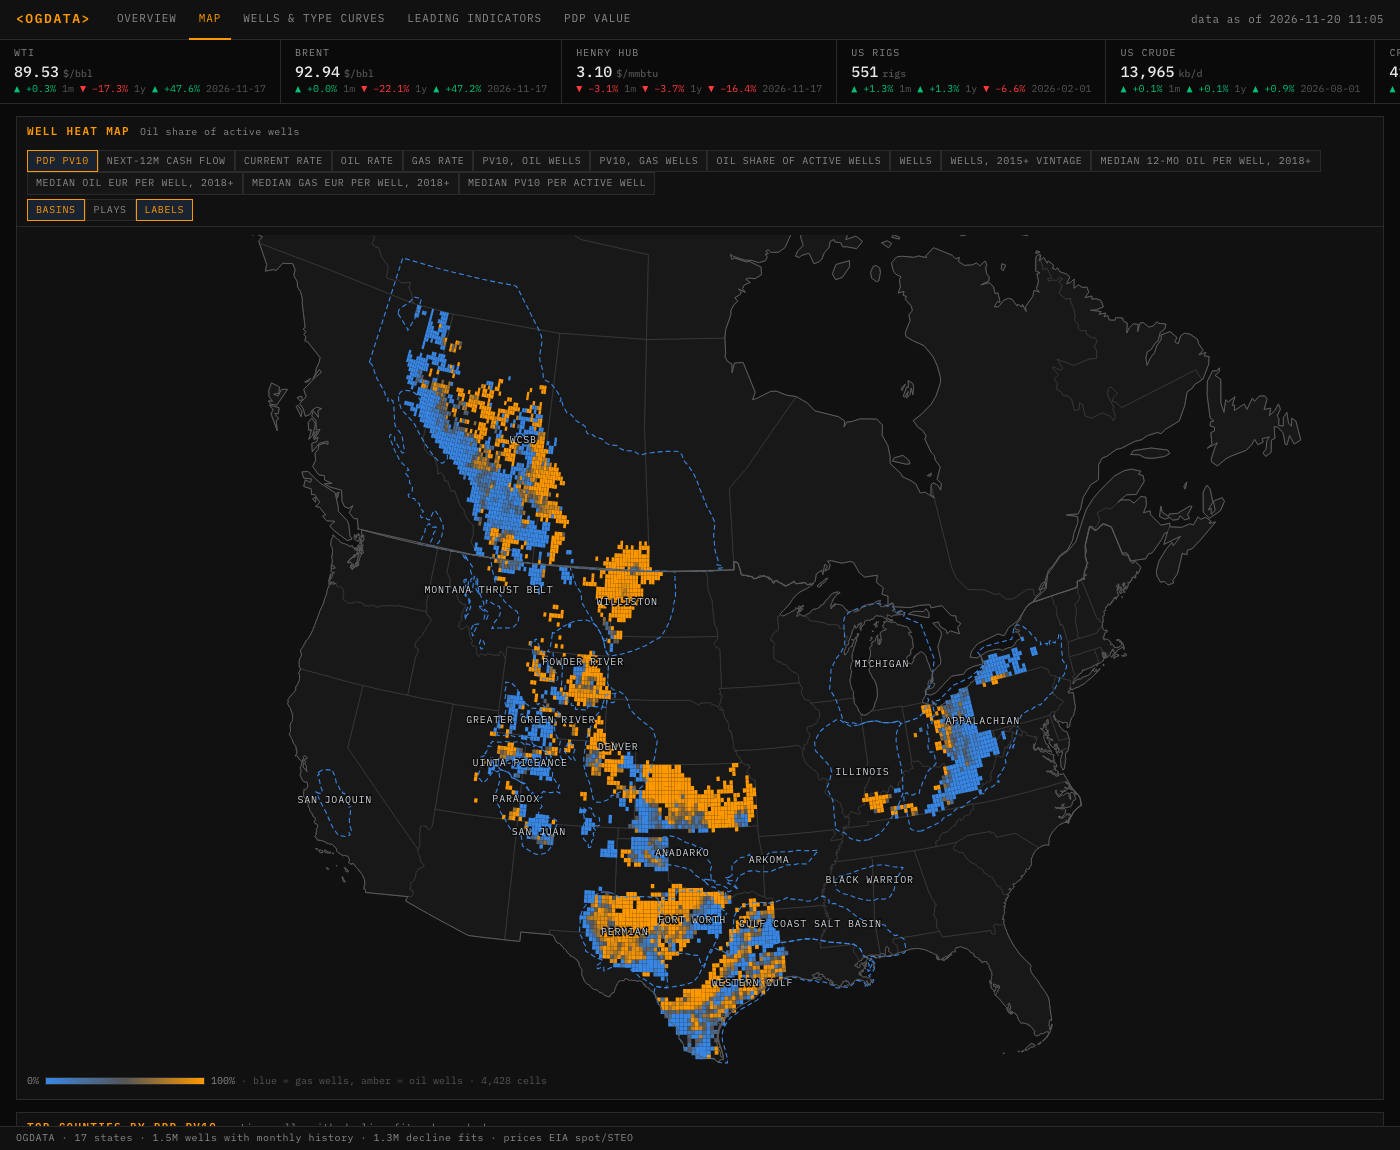 <OGDATA> OVERVIEW MAP WELLS & TYPE CURVES LEADING INDICATORS PDP VALUE data as of 2026-11-20 11:05
WTI
89.53 $/bbl
▲ +0.3% 1m ▼ −17.3% 1y ▲ +47.6% 2026-11-17
BRENT
92.94 $/bbl
▲ +0.0% 1m ▼ −22.1% 1y ▲ +47.2% 2026-11-17
HENRY HUB
3.10 $/mmbtu
▼ −3.1% 1m ▼ −3.7% 1y ▼ −16.4% 2026-11-17
US RIGS
551 rigs
▲ +1.3% 1m ▲ +1.3% 1y ▼ −6.6% 2026-02-01
US CRUDE
13,965 kb/d
▲ +0.1% 1m ▲ +0.1% 1y ▲ +0.9% 2026-08-01
WELL HEAT MAP Oil share of active wells
PDP PV10 NEXT-12M CASH FLOW CURRENT RATE OIL RATE GAS RATE PV10, OIL WELLS PV10, GAS WELLS OIL SHARE OF ACTIVE WELLS WELLS WELLS, 2015+ VINTAGE MEDIAN 12-MO OIL PER WELL, 2018+
MEDIAN OIL EUR PER WELL, 2018+ MEDIAN GAS EUR PER WELL, 2018+ MEDIAN PV10 PER ACTIVE WELL
BASINS PLAYS LABELS
WCSB
MONTANA THRUST BELT
WILLISTON
POWDER RIVER
MICHIGAN
GREATER GREEN RIVER
APPALACHIAN
DENVER
UINTA-PICEANCE
ILLINOIS
SAN JOAQUIN
PARADOX
SAN JUAN
ANADARKO
ARKOMA
BLACK WARRIOR
FORT WORTH
GULF COAST SALT BASIN
PERMIAN
WESTERN GULF
0% 100% · blue = gas wells, amber = oil wells · 4,428 cells
TOP COUNTIES BY PDP PV10
OGDATA · 17 states · 1.5M wells with monthly history · 1.3M decline fits · prices EIA spot/STEO